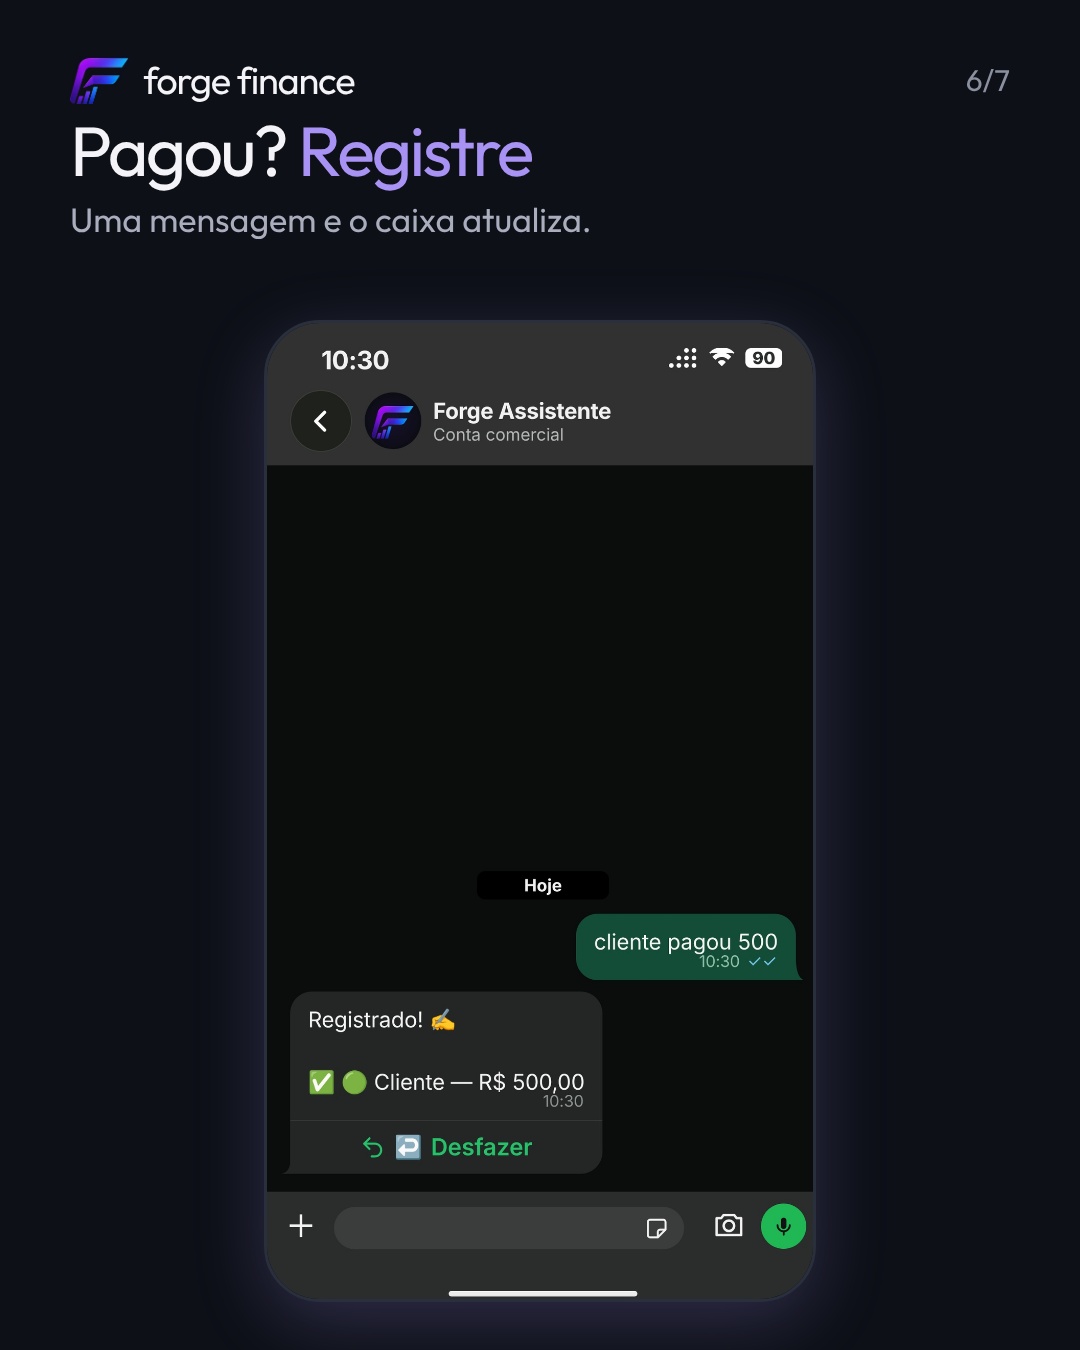 forge finance
6/7
Pagou? Registre
Uma mensagem e o caixa atualiza.
10:30
90
Forge Assistente
Conta comercial
Hoje
cliente pagou 500
10:30
Registrado! ✍️
✅ 🟢 Cliente — R$ 500,00
10:30
↩️ Desfazer